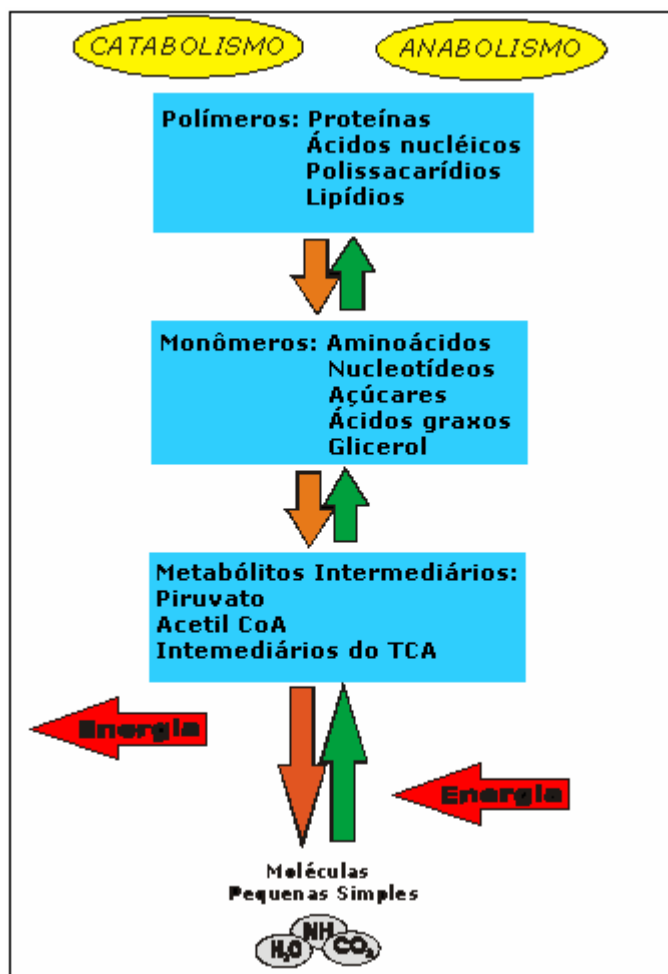 CATABOLISMO
ANABOLISMO
Polímeros: Proteínas
Ácidos nucléicos
Polissacarídios
Lipídios
Monômeros: Aminoácidos
Nucleotídeos
Açúcares
Ácidos graxos
Glicerol
Metabólitos Intermediários:
Piruvato
Acetil CoA
Intemediários do TCA
Energia
Energia
Moléculas
Pequenas Simples
H₂O
NH
CO₂